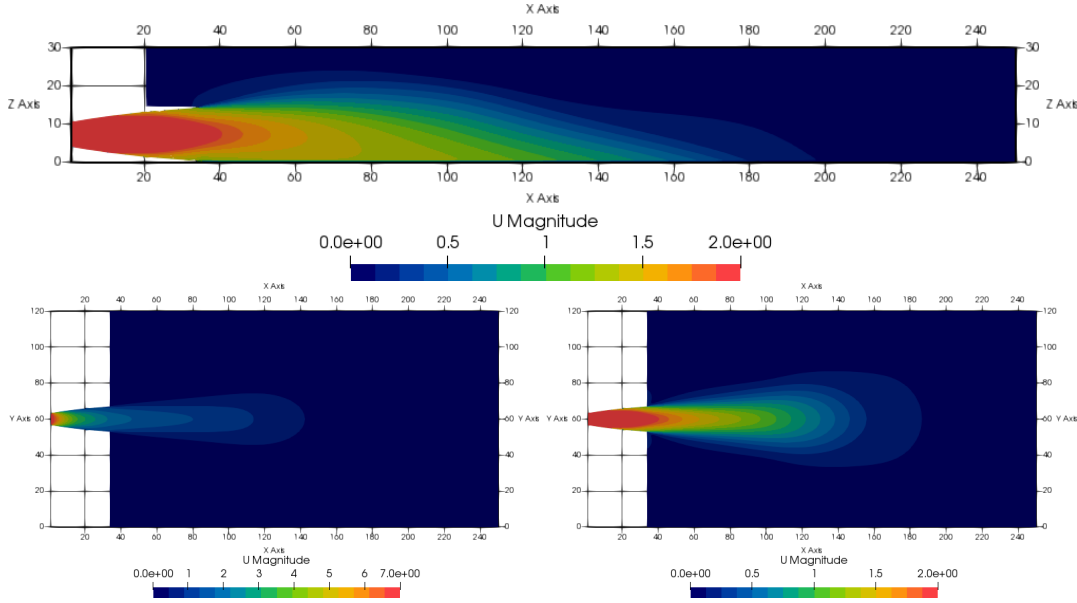 X Axis
20 40 60 80 100 120 140 160 180 200 220 240
30 30
20 20
Z Axis Z Axis
10 10
0 0
20 40 60 80 100 120 140 160 180 200 220 240
X Axis
U Magnitude
0.0e+00 0.5 1 1.5 2.0e+00
X Axis X Axis
20 40 60 80 100 120 140 160 180 200 220 240 20 40 60 80 100 120 140 160 180 200 220 240
120 120 120 120
100 100 100 100
80 80 80 80
Y Axis 60 60 Y Axis Y Axis 60 60 Y Axis
40 40 40 40
20 20 20 20
0 0 0 0
20 40 60 80 100 120 140 160 180 200 220 240 20 40 60 80 100 120 140 160 180 200 220 240
X Axis X Axis
U Magnitude U Magnitude
0.0e+00 1 2 3 4 5 6 7.0e+00 0.0e+00 0.5 1 1.5 2.0e+00